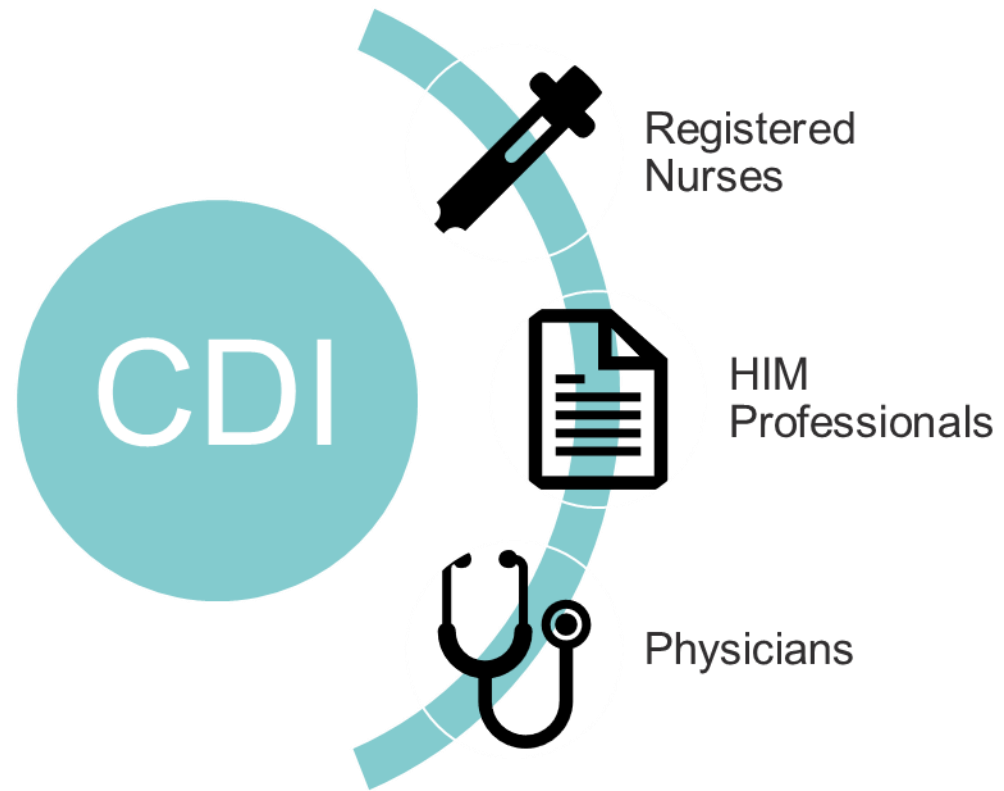 CDI
Registered
Nurses
HIM
Professionals
Physicians